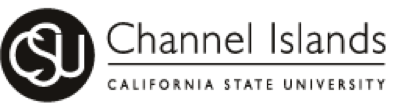 CSU
Channel Islands
CALIFORNIA STATE UNIVERSITY